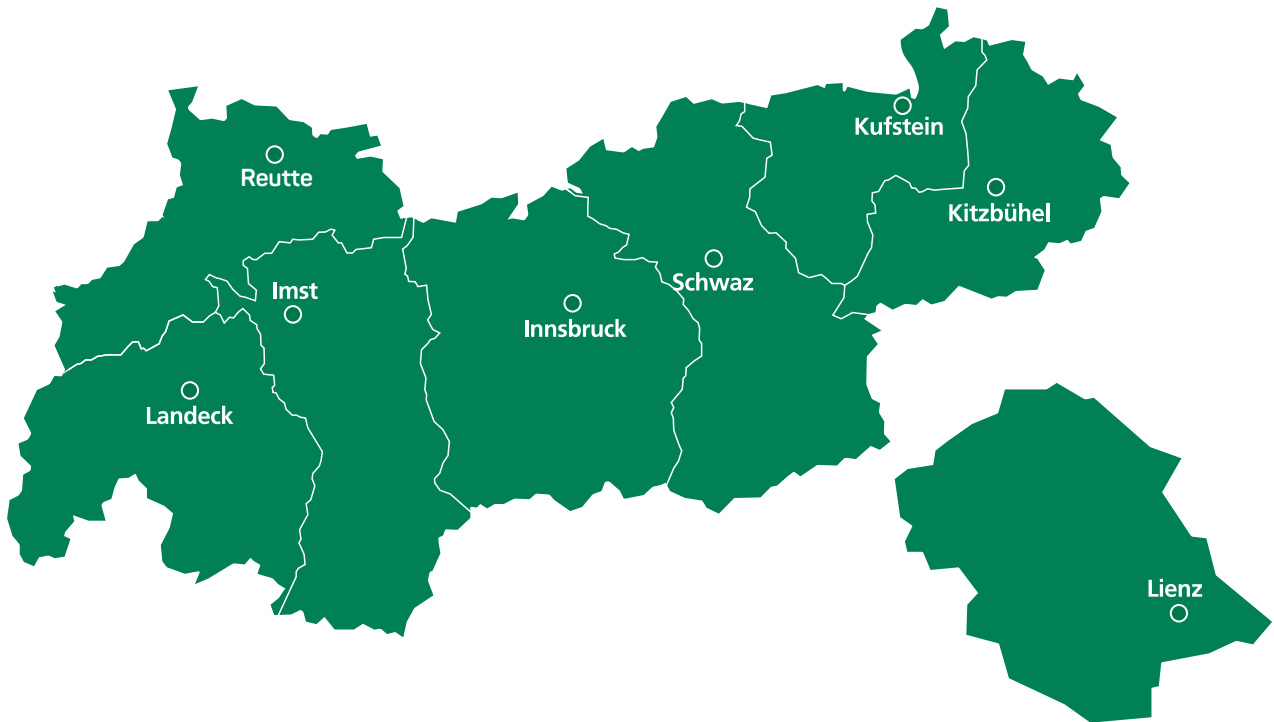 Kufstein
Reutte
Kitzbühel
Schwaz
Imst
Innsbruck
Landeck
Lienz